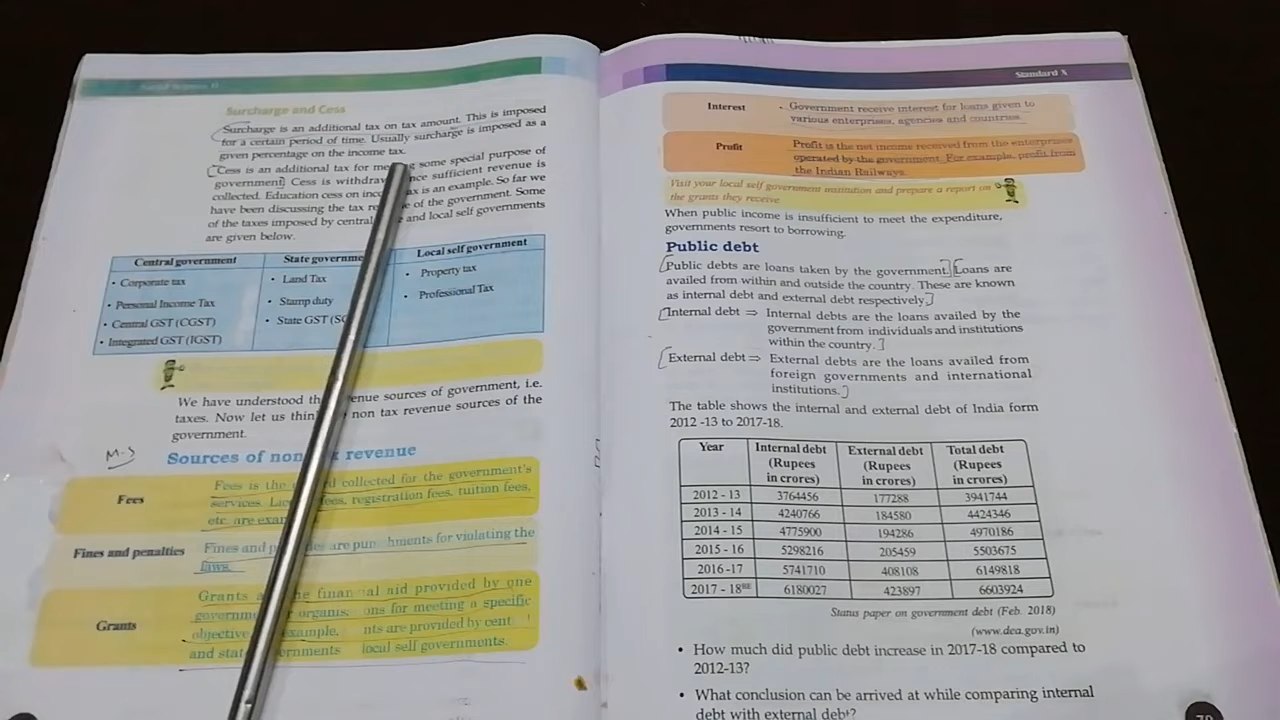 Surcharge and Cess
Surcharge is an additional tax on tax amount. This is imposed
for a certain period of time. Usually surcharge is imposed as a
given percentage on the income tax.
Cess is an additional tax for some special purpose of
government. Cess is sufficient revenue is
collected. Education cess on is an example. So far we
have been discussing the tax of the government. Some
of the taxes imposed by central and local self governments
are given below.
Central government State Local self government
• Corporate tax • Land Tax • Property tax
• Personal Income Tax • Stamp duty • Professional Tax
• Central GST (CGST) • State GST
• Integrated GST (IGST)
We have understood sources of government, i.e.
taxes. Now let us non tax revenue sources of the
government.
M-S
Sources of revenue
Fees Fees is the collected for the government's
services. fees, registration fees, tuition fees,
etc. are
Fines and penalties Fines and are for violating the
laws.
Grants Grants aid provided by one
for meeting a specific
objective. example, are provided by
and local self governments.
Standard X
Interest Government receive interest for loans given to
various enterprises, agencies and countries.
Profit Profit is the net income received from the enterprises
operated by the government. For example, profit from
the Indian Railways.
Visit your local self government institution and prepare a report on
the grants they receive.
When public income is insufficient to meet the expenditure,
governments resort to borrowing.
Public debt
[Public debts are loans taken by the government.] [Loans are
availed from within and outside the country. These are known
as internal debt and external debt respectively.]
[Internal debt ⇒ Internal debts are the loans availed by the
government from individuals and institutions
within the country.]
[External debt ⇒ External debts are the loans availed from
foreign governments and international
institutions.]
The table shows the internal and external debt of India form
2012 -13 to 2017-18.
Year Internal debt External debt Total debt
(Rupees (Rupees (Rupees
in crores) in crores) in crores)
2012 - 13 3764456 177288 3941744
2013 - 14 4240766 184580 4424346
2014 - 15 4775900 194286 4970186
2015 - 16 5298216 205459 5503675
2016 -17 5741710 408108 6149818
2017 - 18BE 6180027 423897 6603924
Status paper on government debt (Feb. 2018)
(www.dea.gov.in)
• How much did public debt increase in 2017-18 compared to
2012-13?
• What conclusion can be arrived at while comparing internal
debt with external debt?